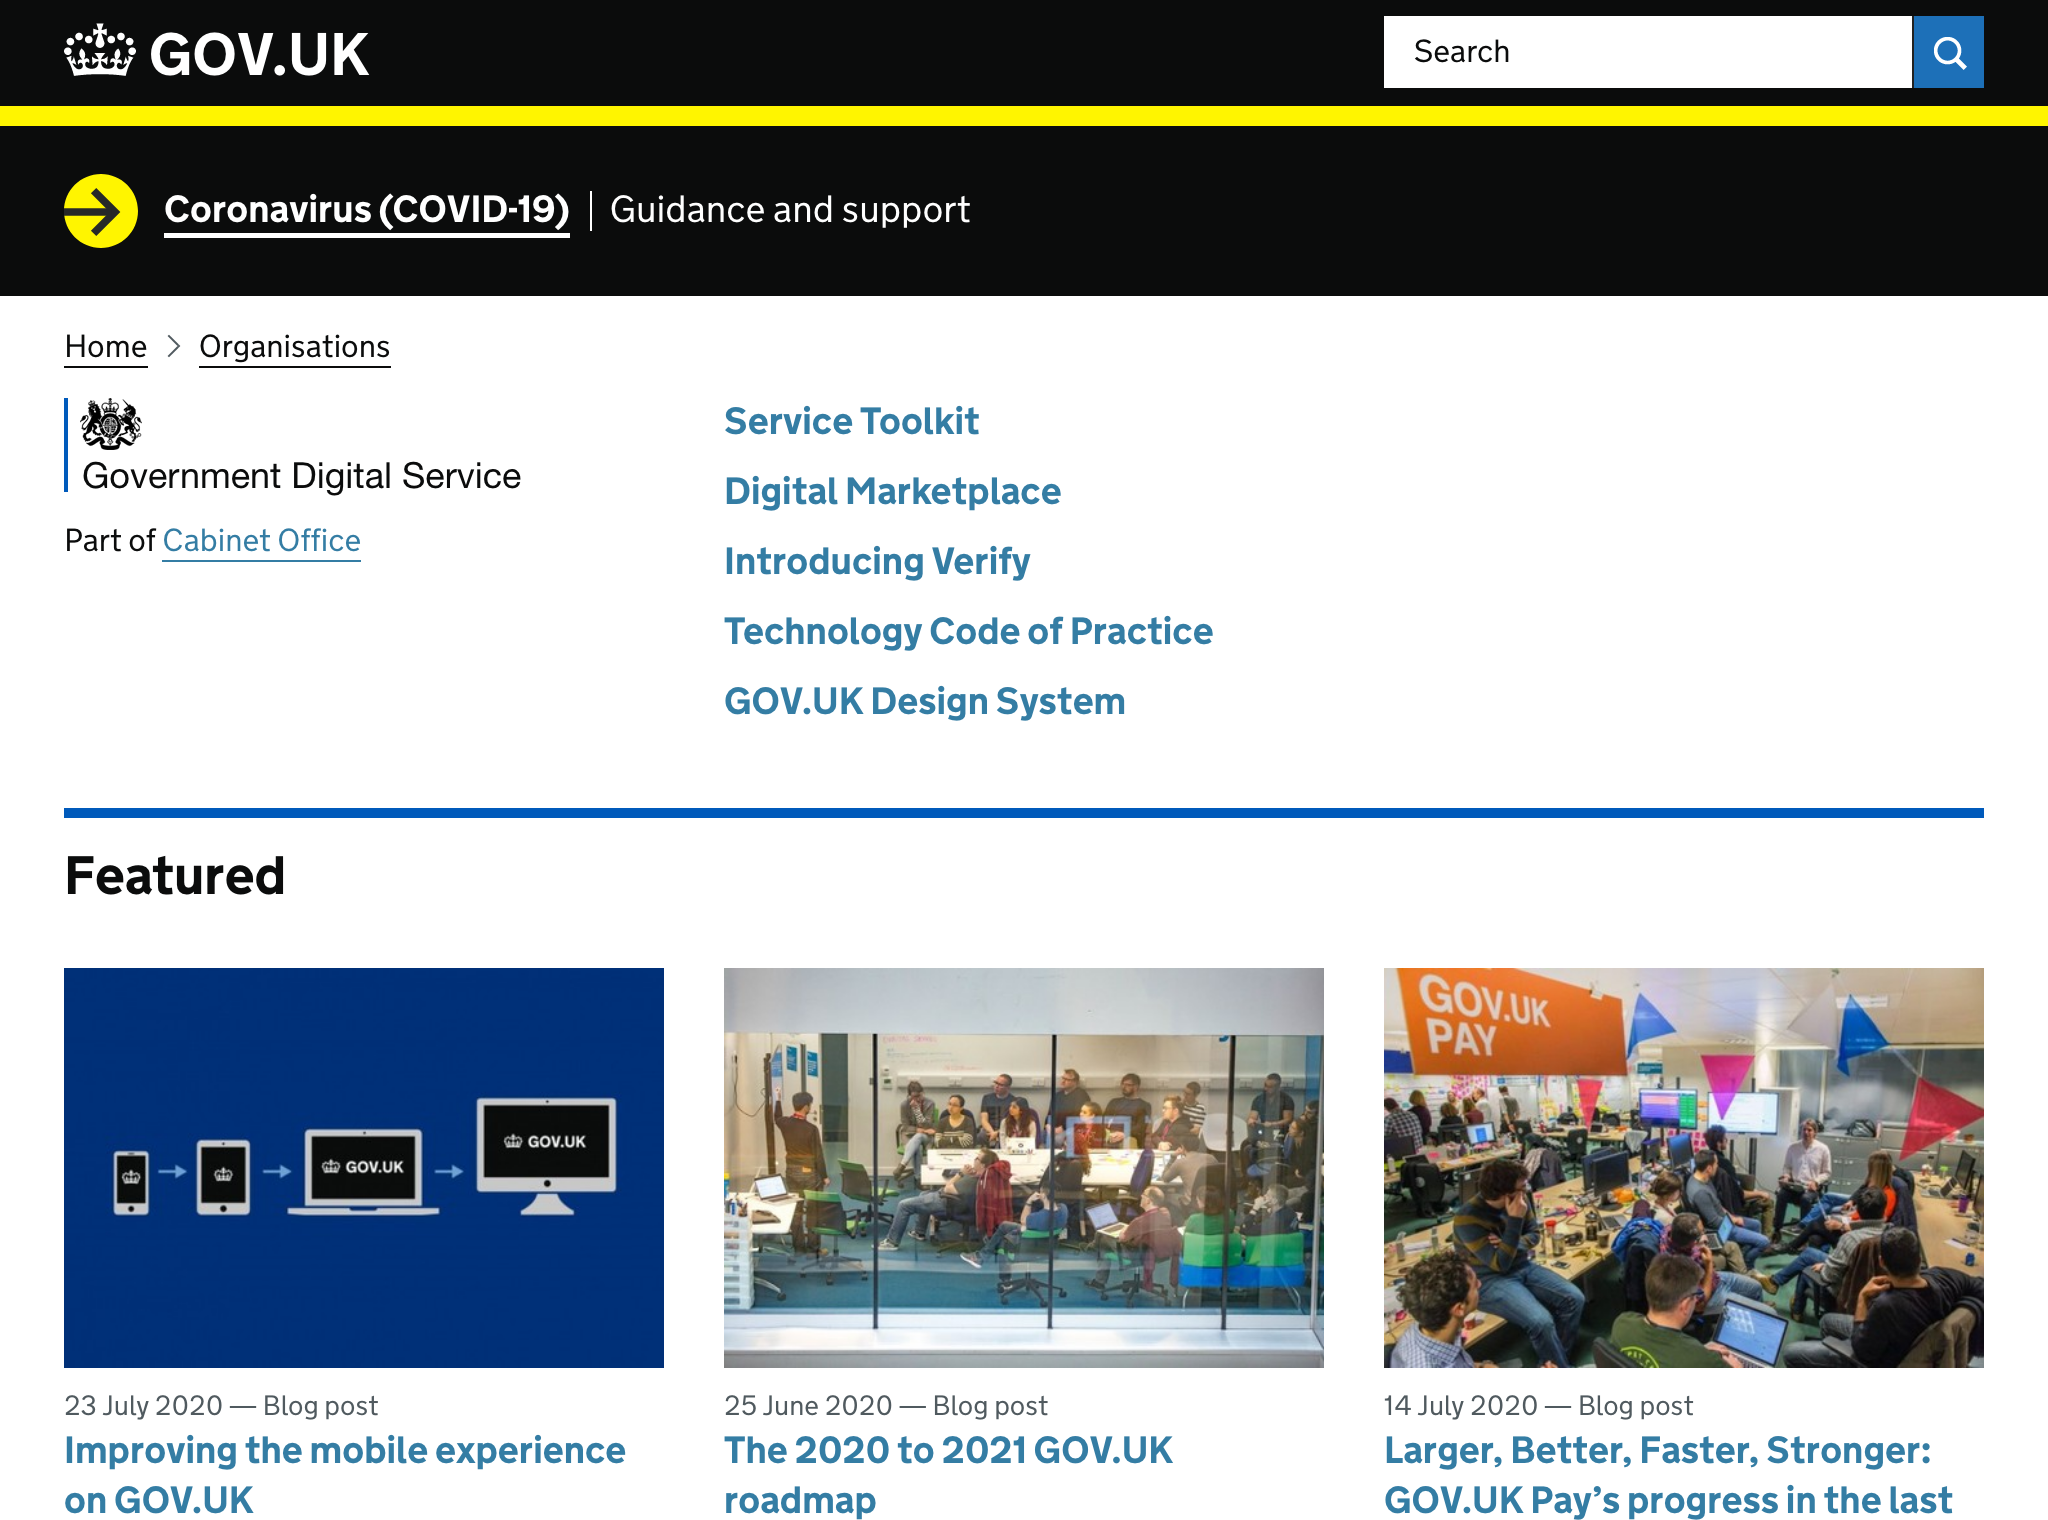 GOV.UK
Search
Coronavirus (COVID-19) Guidance and support
Home Organisations
Government Digital Service
Part of Cabinet Office
Service Toolkit
Digital Marketplace
Introducing Verify
Technology Code of Practice
GOV.UK Design System
Featured
GOV.UK
GOV.UK
GOV.UK
PAY
23 July 2020 — Blog post
Improving the mobile experience
on GOV.UK
25 June 2020 — Blog post
The 2020 to 2021 GOV.UK
roadmap
14 July 2020 — Blog post
Larger, Better, Faster, Stronger:
GOV.UK Pay’s progress in the last